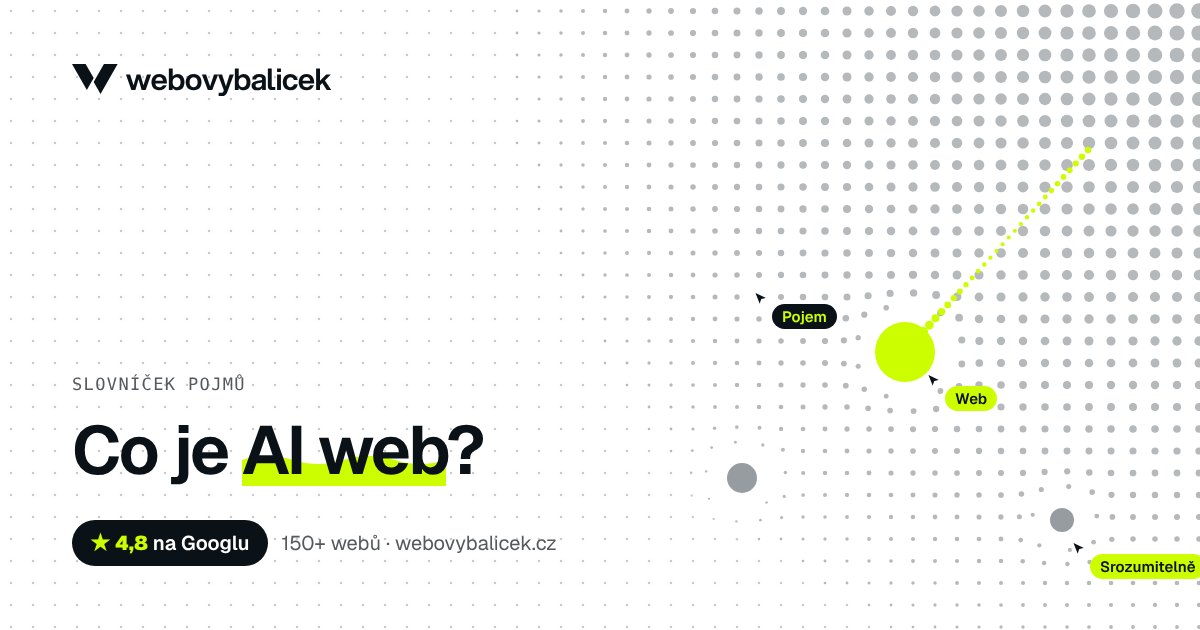 webovybalicek
Pojem
Web
SLOVNÍČEK POJMŮ
Co je AI web?
★ 4,8 na Googlu
150+ webů · webovybalicek.cz
Srozumitelně